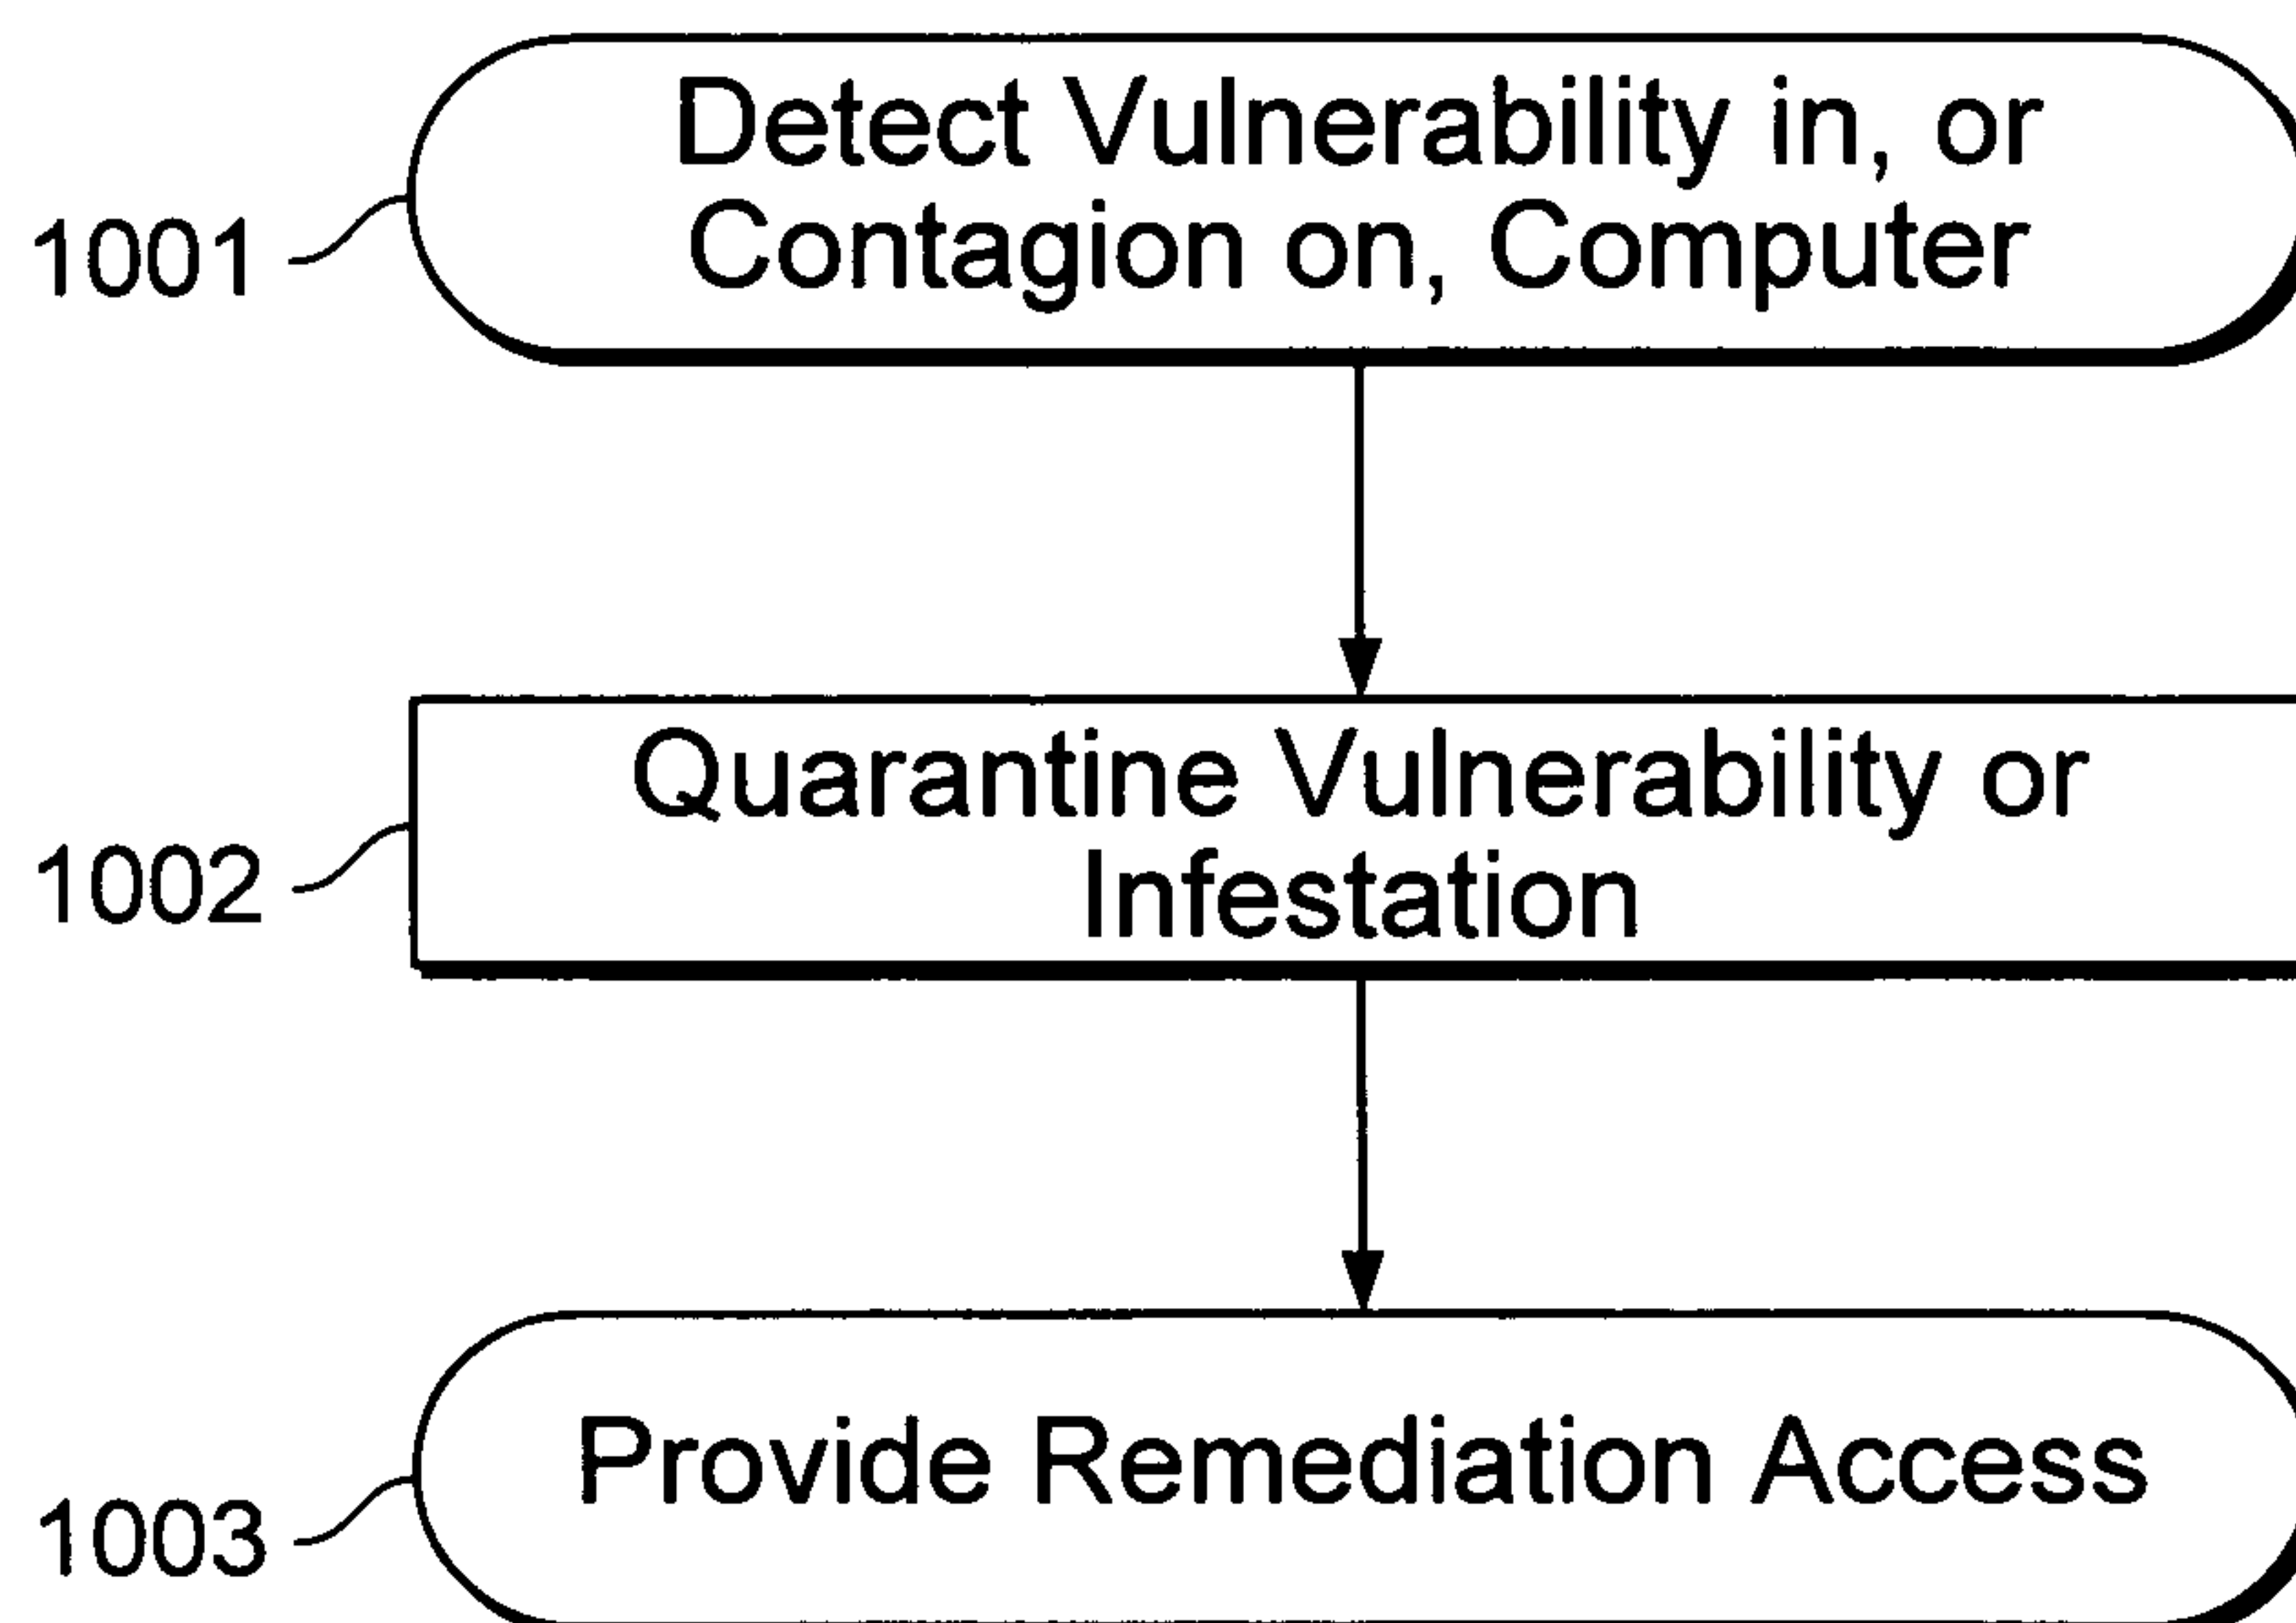 Detect Vulnerability in, or
Contagion on, Computer
1001
Quarantine Vulnerability or
Infestation
1002
Provide Remediation Access
1003